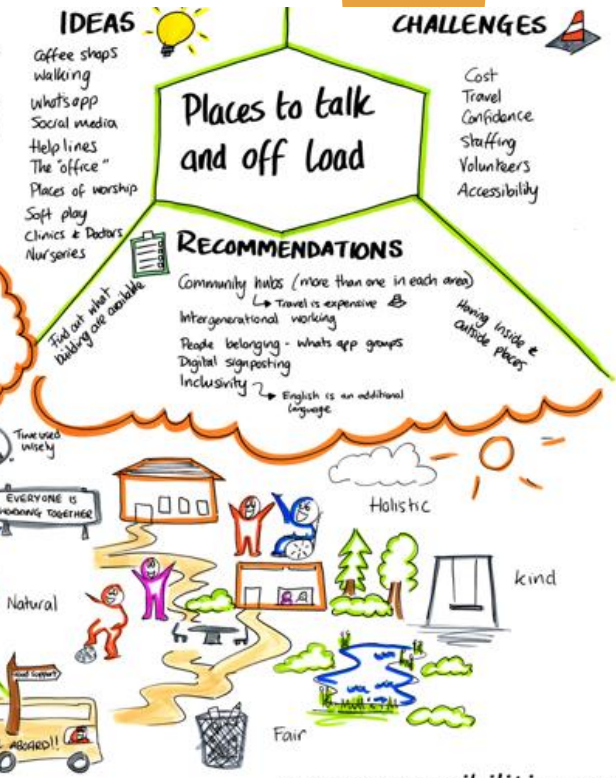 IDEAS
Coffee shops
Walking
Whatsapp
Social media
Help lines
The "office"
Places of worship
Soft play
Clinics & Doctors
Nurseries
CHALLENGES
Cost
Travel
Confidence
Staffing
Volunteers
Accessibility
Places to talk
and off load
RECOMMENDATIONS
Community hubs (more than one in each area)
Travel is expensive
Intergenerational working
People belonging - Whats app groups
Digital signposting
Inclusivity
English is an additional
language
Find out what
building are available
Having inside &
outside places
Time used
wisely
EVERYONE IS
TOGETHER
Holistic
Kind
Natural
Good Support
ABOARD!!
Fair